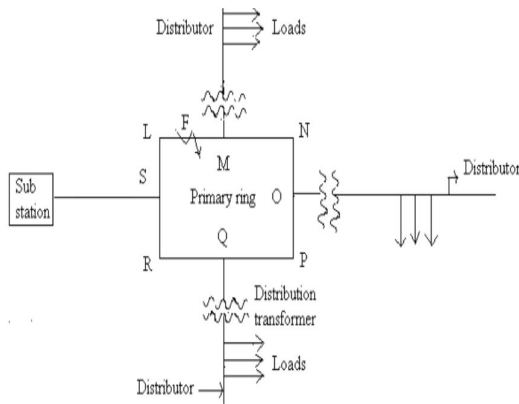 Distributor
Loads
L
F
N
M
S
Sub
station
Primary ring
O
Distributor
Q
R
P
Distribution
transformer
Loads
Distributor